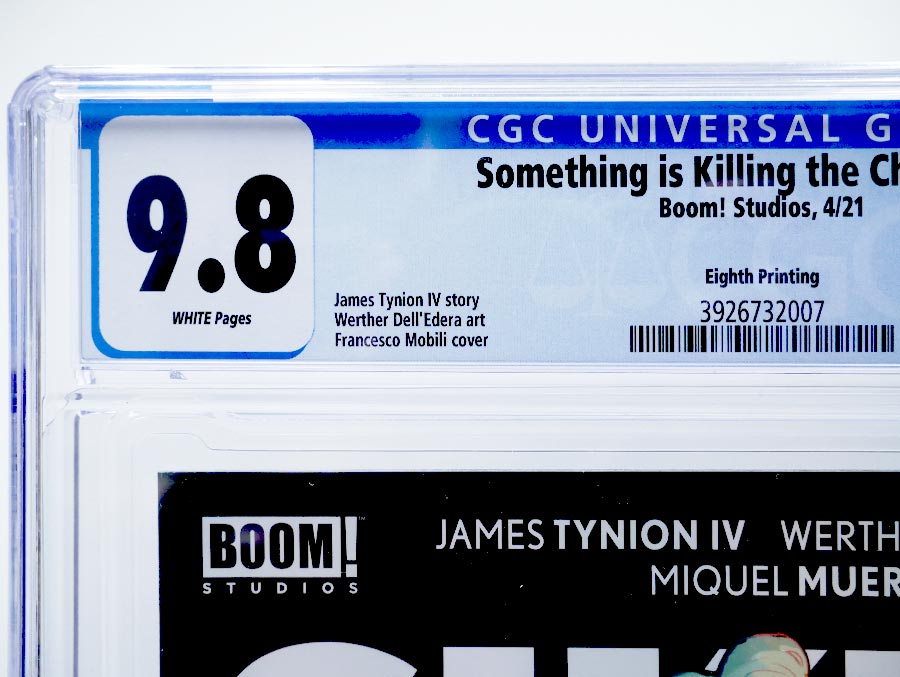 CGC UNIVERSAL G
Something is Killing the Ch
Boom! Studios, 4/21
9.8
WHITE Pages
Eighth Printing
3926732007
James Tynion IV story
Werther Dell'Edera art
Francesco Mobili cover
BOOM!
STUDIOS
JAMES TYNION IV WERTH
MIQUEL MUER